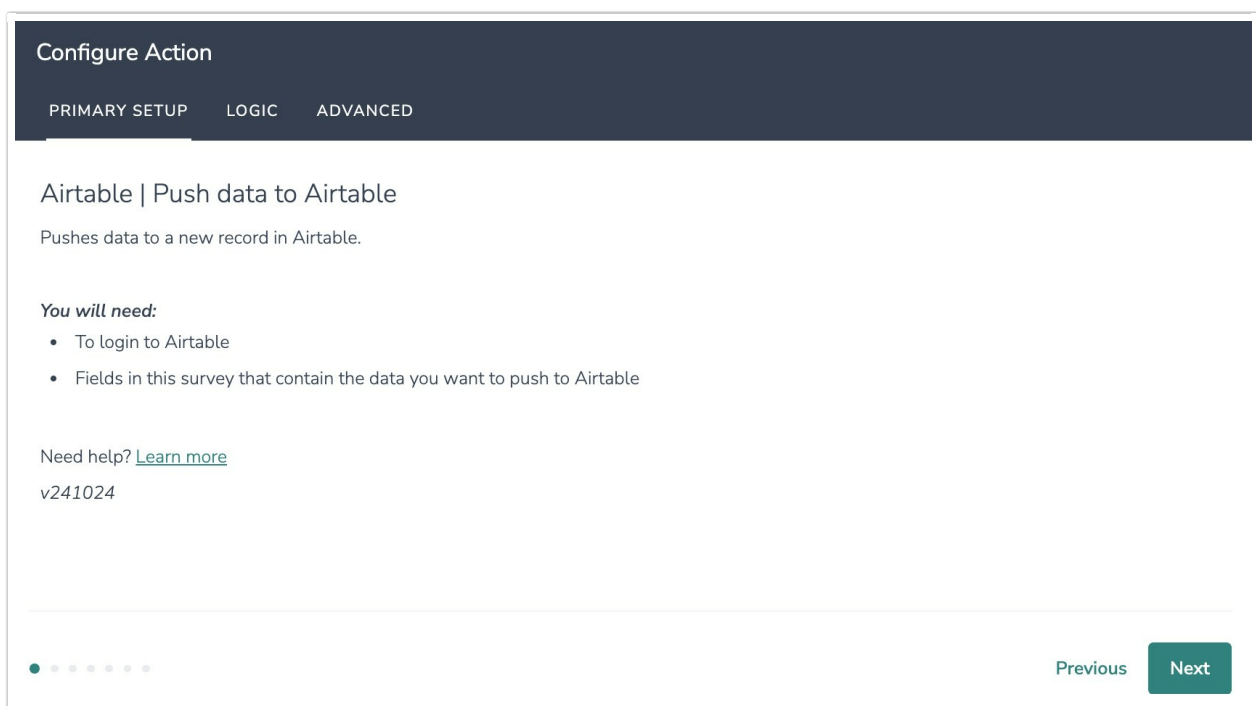 Configure Action
PRIMARY SETUP LOGIC ADVANCED
Airtable | Push data to Airtable
Pushes data to a new record in Airtable.
You will need:
• To login to Airtable
• Fields in this survey that contain the data you want to push to Airtable
Need help? Learn more
v241024
Previous Next